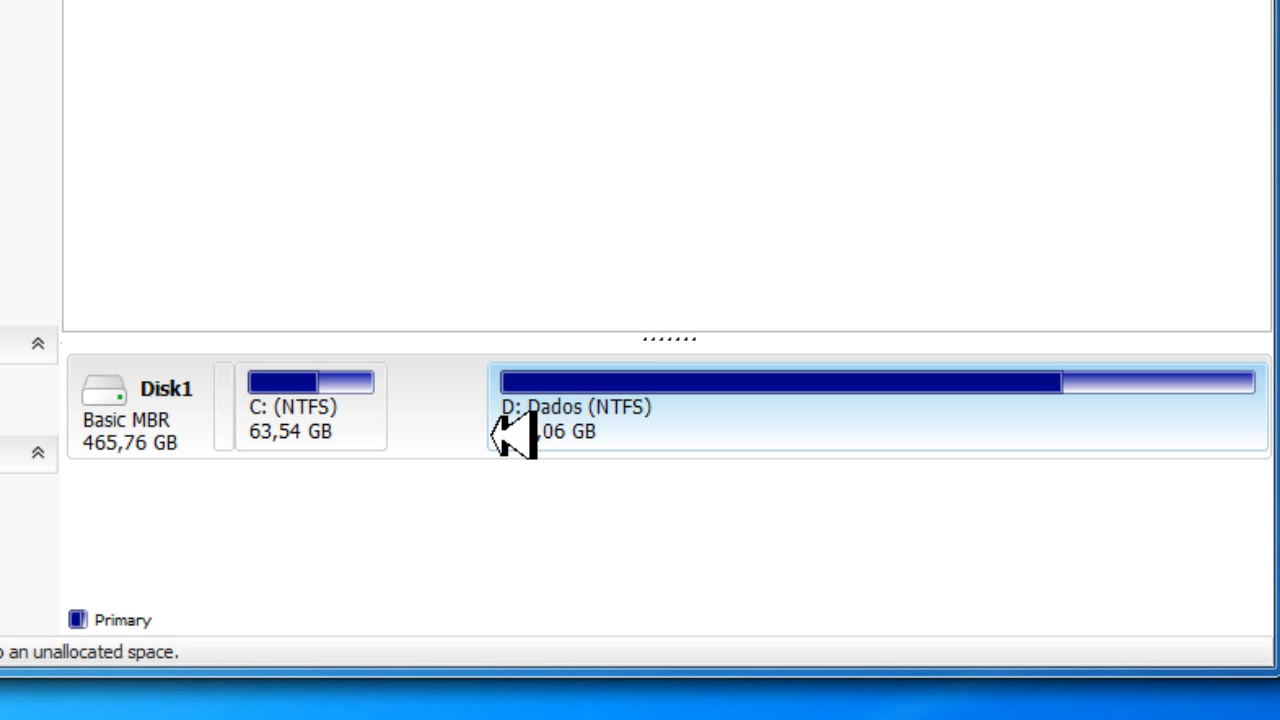 Disk1
Basic MBR
465,76 GB
C: (NTFS)
63,54 GB
D: Dados (NTFS)
,06 GB
Primary
an unallocated space.